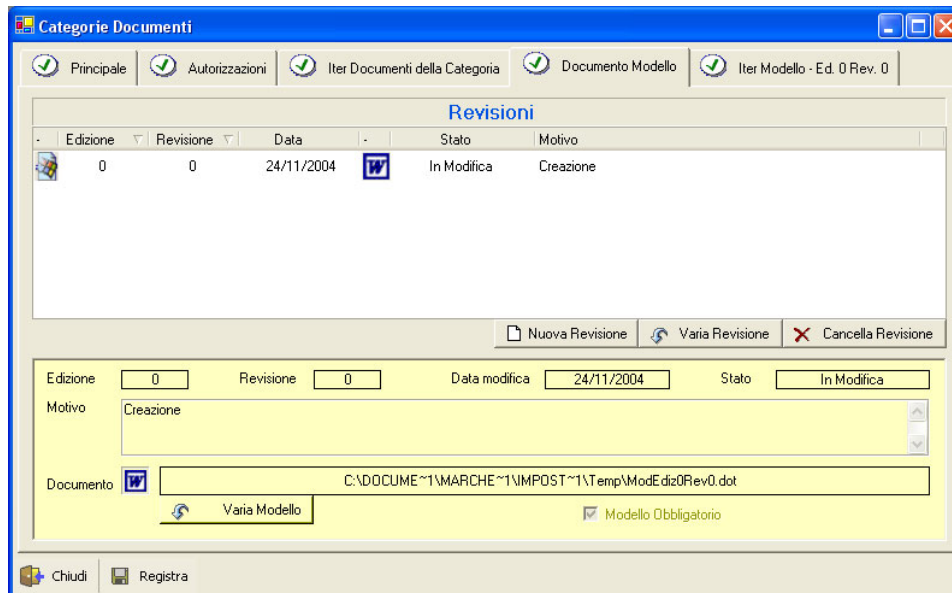 Categorie Documenti
Principale Autorizzazioni Iter Documenti della Categoria Documento Modello Iter Modello - Ed. 0 Rev. 0
Revisioni
- Edizione Revisione Data - Stato Motivo
0 0 24/11/2004 W In Modifica Creazione
Nuova Revisione Varia Revisione Cancella Revisione
Edizione 0 Revisione 0 Data modifica 24/11/2004 Stato In Modifica
Motivo Creazione
Documento W C:\DOCUME~1\MARCHE~1\IMPOST~1\Temp\ModEdiz0Rev0.dot
Varia Modello Modello Obbligatorio
Chiudi Registra